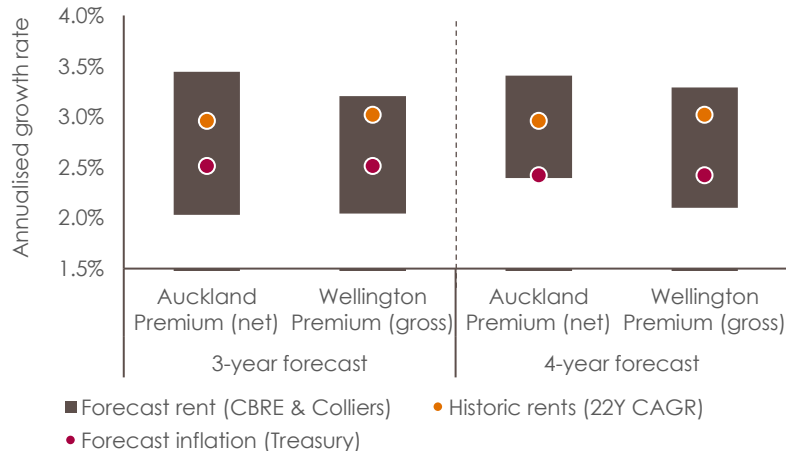 Annualised growth rate
4.0%
3.5%
3.0%
2.5%
2.0%
1.5%
Auckland
Premium (net)
Wellington
Premium (gross)
Auckland
Premium (net)
Wellington
Premium (gross)
3-year forecast
4-year forecast
Forecast rent (CBRE & Colliers)
Historic rents (22Y CAGR)
Forecast inflation (Treasury)